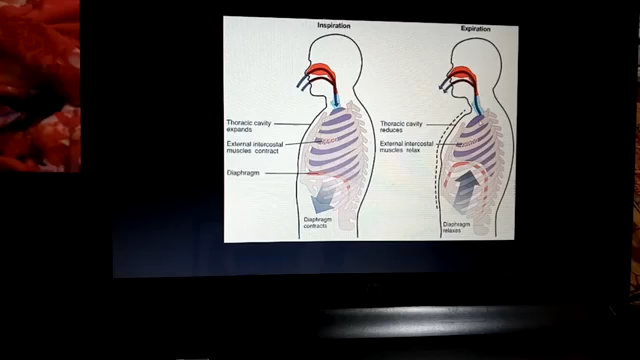 Inspiration
Thoracic cavity
expands
External intercostal
muscles contract
Diaphragm
Diaphragm
contracts
Expiration
Thoracic cavity
reduces
External intercostal
muscles relax
Diaphragm
relaxes